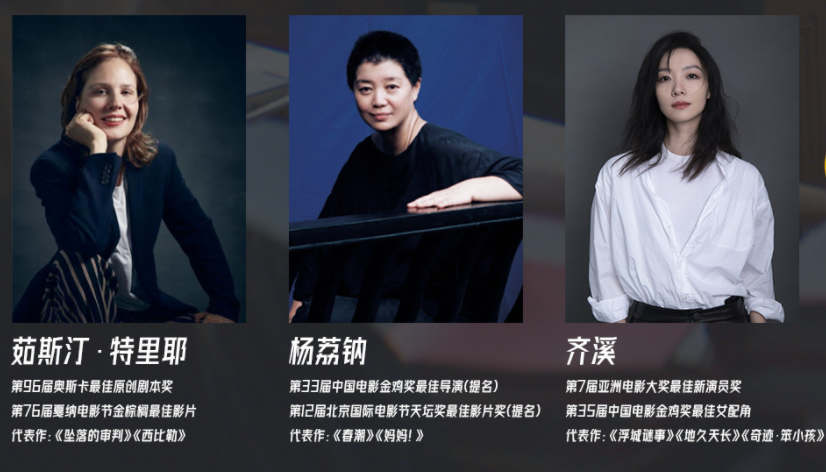 茹斯汀·特里耶
第96届奥斯卡最佳原创剧本奖
第76届戛纳电影节金棕榈最佳影片
代表作：《坠落的审判》《西比勒》
杨荔钠
第33届中国电影金鸡奖最佳导演(提名)
第12届北京国际电影节天坛奖最佳影片奖(提名)
代表作：《春潮》《妈妈！》
齐溪
第7届亚洲电影大奖最佳新演员奖
第35届中国电影金鸡奖最佳女配角
代表作：《浮城谜事》《地久天长》《奇迹·笨小孩》